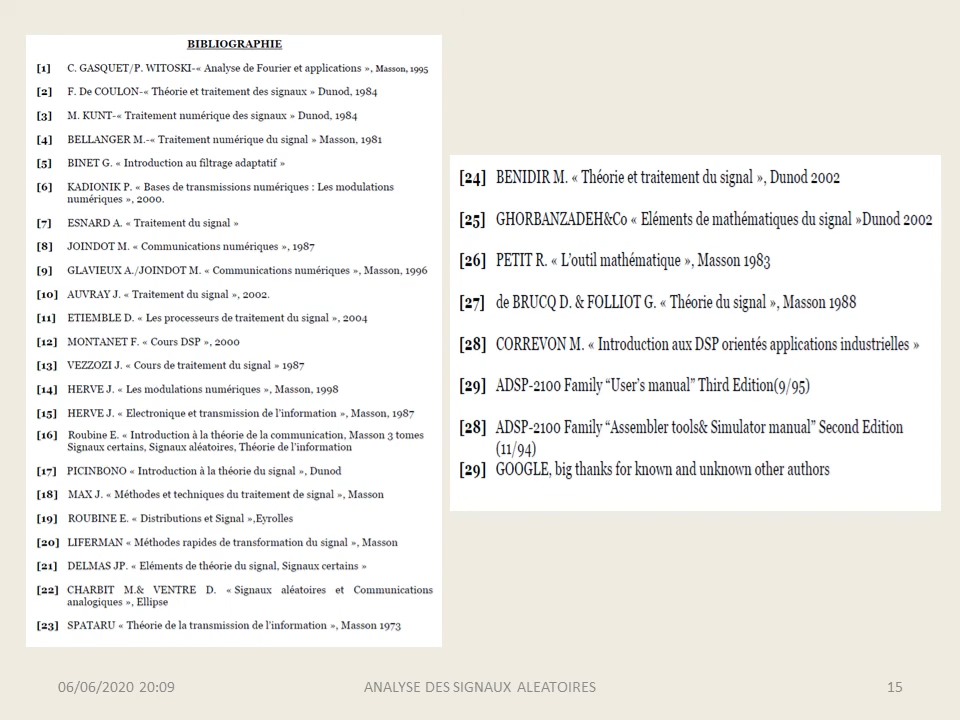 BIBLIOGRAPHIE
[1] C. GASQUET/P. WITOSKI-« Analyse de Fourier et applications », Masson, 1995
[2] F. De COULON-« Théorie et traitement des signaux » Dunod, 1984
[3] M. KUNT-« Traitement numérique des signaux » Dunod, 1984
[4] BELLANGER M.-« Traitement numérique du signal » Masson, 1981
[5] BINET G. « Introduction au filtrage adaptatif »
[6] KADIONIK P. « Bases de transmissions numériques : Les modulations
numériques », 2000.
[7] ESNARD A. « Traitement du signal »
[8] JOINDOT M. « Communications numériques », 1987
[9] GLAVIEUX A./JOINDOT M. « Communications numériques », Masson, 1996
[10] AUVRAY J. « Traitement du signal », 2002.
[11] ETIEMBLE D. « Les processeurs de traitement du signal », 2004
[12] MONTANET F. « Cours DSP », 2000
[13] VEZZOZI J. « Cours de traitement du signal » 1987
[14] HERVE J. « Les modulations numériques », Masson, 1998
[15] HERVE J. « Electronique et transmission de l'information », Masson, 1987
[16] Roubine E. « Introduction à la théorie de la communication, Masson 3 tomes
Signaux certains, Signaux aléatoires, Théorie de l'information
[17] PICINBONO « Introduction à la théorie du signal », Dunod
[18] MAX J. « Méthodes et techniques du traitement de signal », Masson
[19] ROUBINE E. « Distributions et Signal »,Eyrolles
[20] LIFERMAN « Méthodes rapides de transformation du signal », Masson
[21] DELMAS JP. « Eléments de théorie du signal, Signaux certains »
[22] CHARBIT M.& VENTRE D. « Signaux aléatoires et Communications
analogiques », Ellipse
[23] SPATARU « Théorie de la transmission de l'information », Masson 1973
[24] BENIDIR M. « Théorie et traitement du signal », Dunod 2002
[25] GHORBANZADEH&Co « Eléments de mathématiques du signal »Dunod 2002
[26] PETIT R. « L'outil mathématique », Masson 1983
[27] de BRUCQ D. & FOLLIOT G. « Théorie du signal », Masson 1988
[28] CORREVON M. « Introduction aux DSP orientés applications industrielles »
[29] ADSP-2100 Family “User's manual” Third Edition(9/95)
[28] ADSP-2100 Family “Assembler tools& Simulator manual” Second Edition
(11/94)
[29] GOOGLE, big thanks for known and unknown other authors
06/06/2020 20:09
ANALYSE DES SIGNAUX ALEATOIRES
15